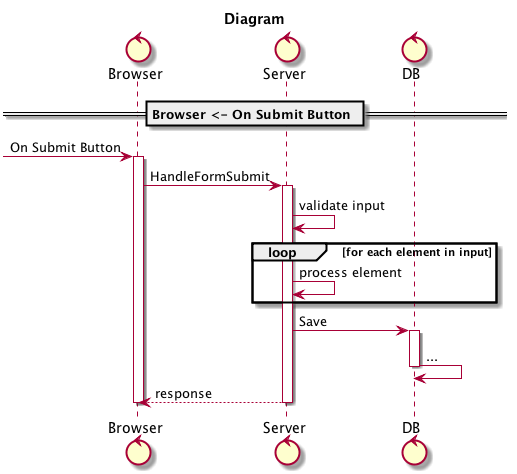 Diagram
Browser Server DB
Browser <- On Submit Button
On Submit Button
HandleFormSubmit
validate input
loop [for each element in input]
process element
Save
...
response
Browser Server DB